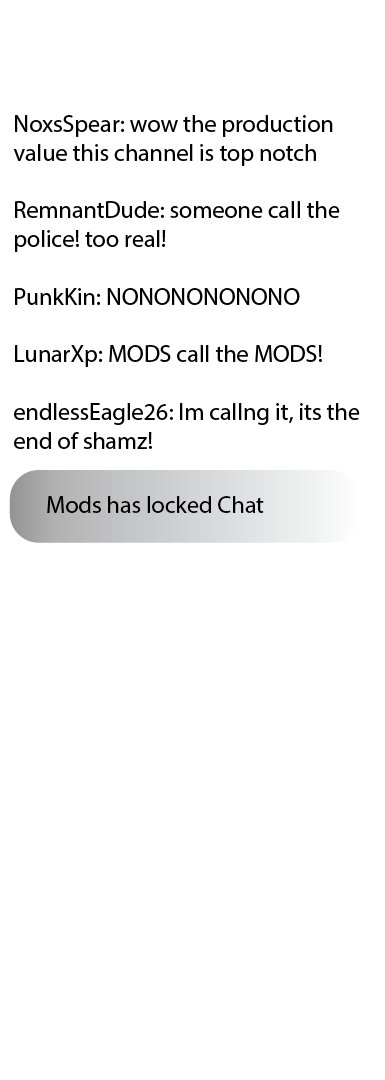 NoxsSpear: wow the production
value this channel is top notch
RemnantDude: someone call the
police! too real!
PunkKin: NONONONONONO
LunarXp: MODS call the MODS!
endlessEagle26: Im callng it, its the
end of shamz!
Mods has locked Chat